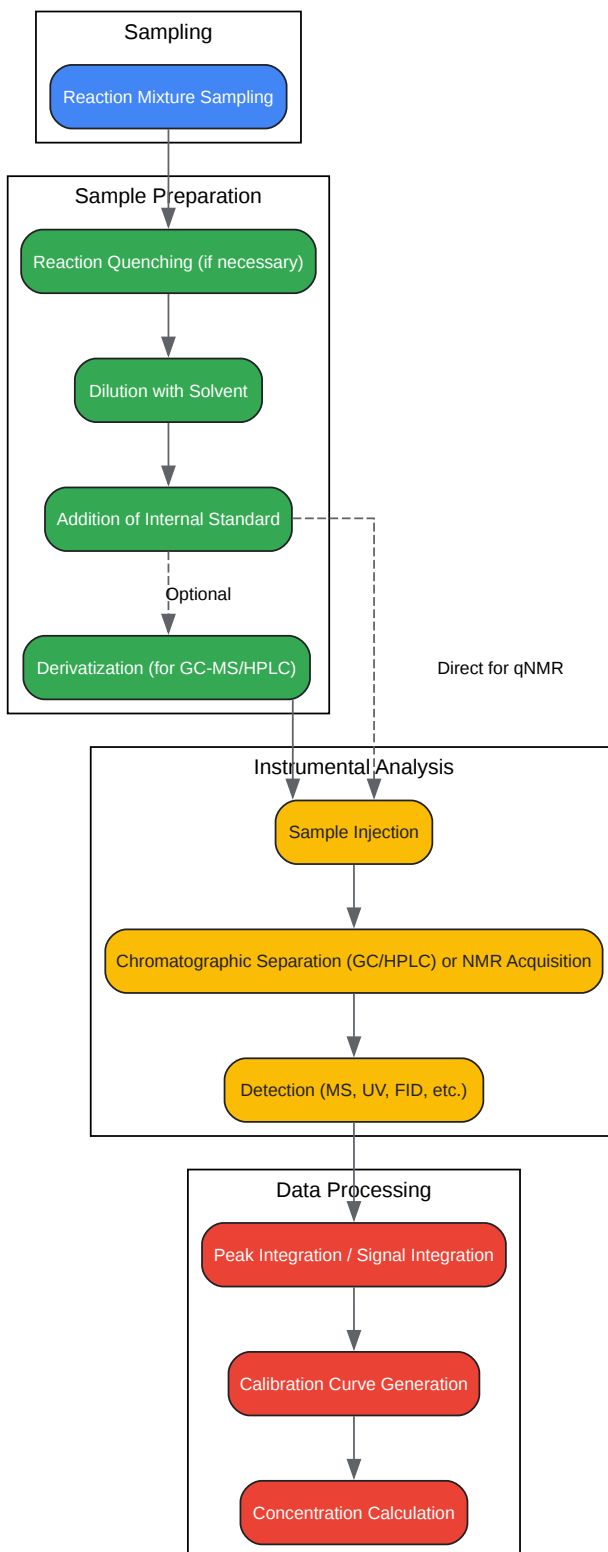 Sampling
Reaction Mixture Sampling
Sample Preparation
Reaction Quenching (if necessary)
Dilution with Solvent
Addition of Internal Standard
Optional
Derivatization (for GC-MS/HPLC)
Direct for qNMR
Instrumental Analysis
Sample Injection
Chromatographic Separation (GC/HPLC) or NMR Acquisition
Detection (MS, UV, FID, etc.)
Data Processing
Peak Integration / Signal Integration
Calibration Curve Generation
Concentration Calculation